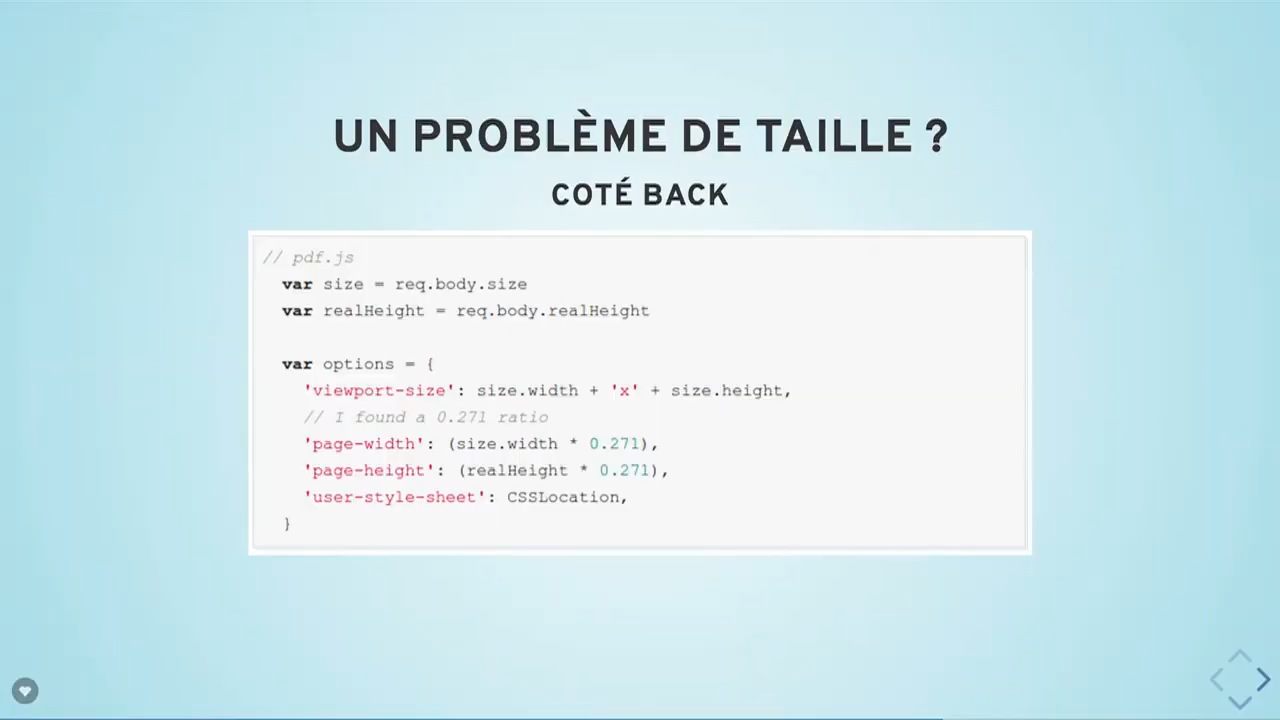 UN PROBLÈME DE TAILLE ?
COTÉ BACK
// pdf.js
var size = req.body.size
var realHeight = req.body.realHeight
var options = {
'viewport-size': size.width + 'x' + size.height,
// I found a 0.271 ratio
'page-width': (size.width * 0.271),
'page-height': (realHeight * 0.271),
'user-style-sheet': CSSLocation,
}